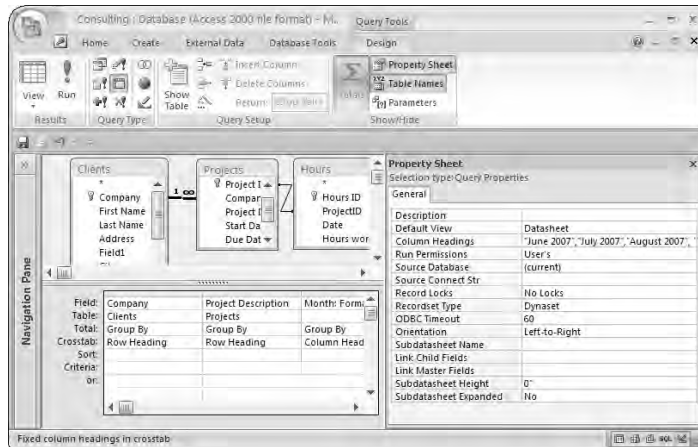 Consulting : Database (Access 2000 file format) - M..
Query Tools
Home
Create
External Data
Database Tools
Design
View
Run
Results
Query Type
Show Table
Insert Column
Delete Columns
Return:
Query Setup
Totals
Property Sheet
Table Names
Parameters
Show/Hide
Navigation Pane
Clients
*
Company
First Name
Last Name
Address
Field1
1 ∞
Projects
Project I
Compar
Project D
Start Da
Due Dat
Hours
*
Hours ID
ProjectID
Date
Hours wor
Field: Company Project Description Month: Forma
Table: Clients Projects
Total: Group By Group By Group By
Crosstab: Row Heading Row Heading Column Head
Sort:
Criteria:
or:
Property Sheet
Selection type: Query Properties
General
Description
Default View Datasheet
Column Headings "June 2007","July 2007","August 2007", "
Run Permissions User's
Source Database (current)
Source Connect Str
Record Locks No Locks
Recordset Type Dynaset
ODBC Timeout 60
Orientation Left-to-Right
Subdatasheet Name
Link Child Fields
Link Master Fields
Subdatasheet Height 0"
Subdatasheet Expanded No
Fixed column headings in crosstab
SQL